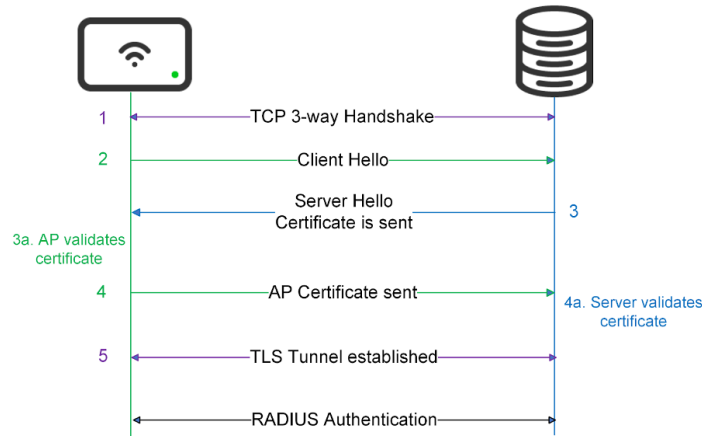 1
TCP 3-way Handshake
2
Client Hello
Server Hello
Certificate is sent
3
3a. AP validates
certificate
4
AP Certificate sent
4a. Server validates
certificate
5
TLS Tunnel established
RADIUS Authentication